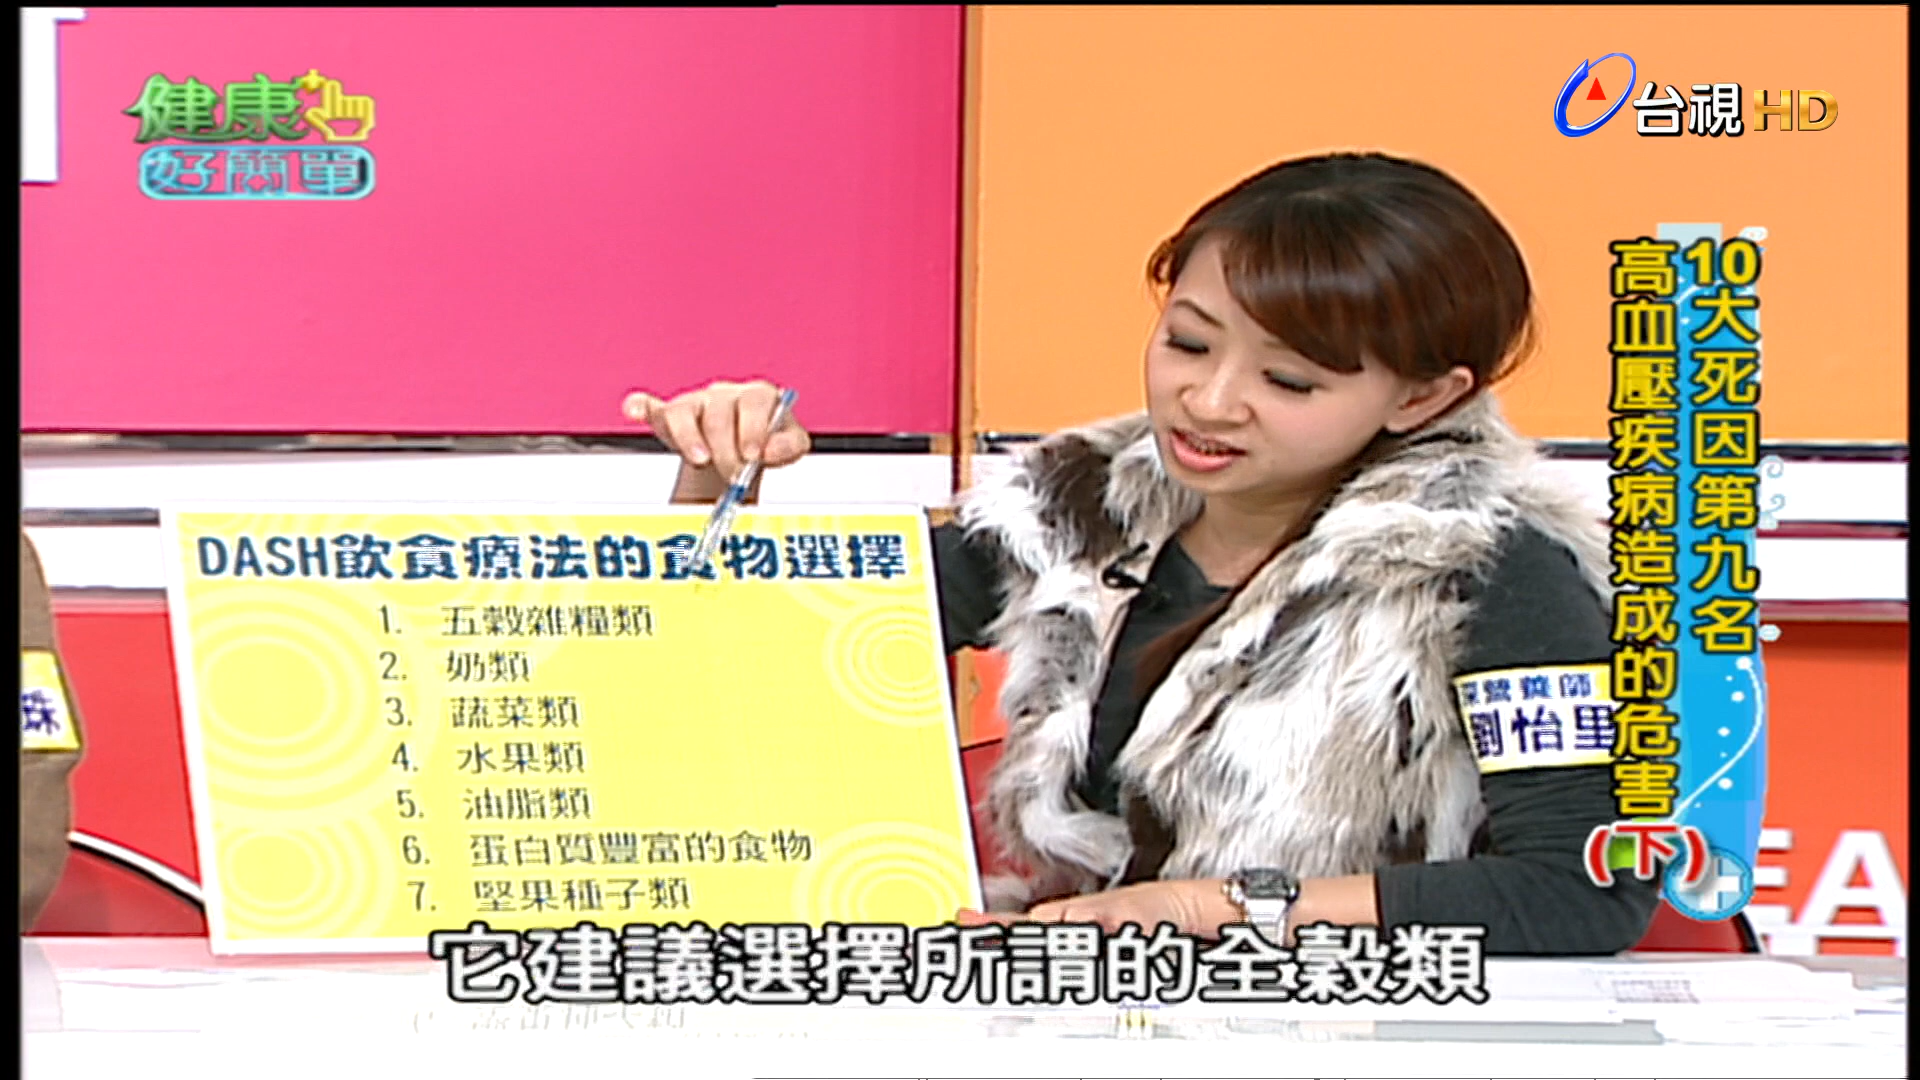 健康
好簡單
台視HD
10大死因第九名
高血壓疾病造成的危害
(下)
DASH飲食療法的食物選擇
1. 五穀雜糧類
2. 奶類
3. 蔬菜類
4. 水果類
5. 油脂類
6. 蛋白質豐富的食物
7. 堅果種子類
營養師
劉怡里
珠
EA
它建議選擇所謂的全穀類